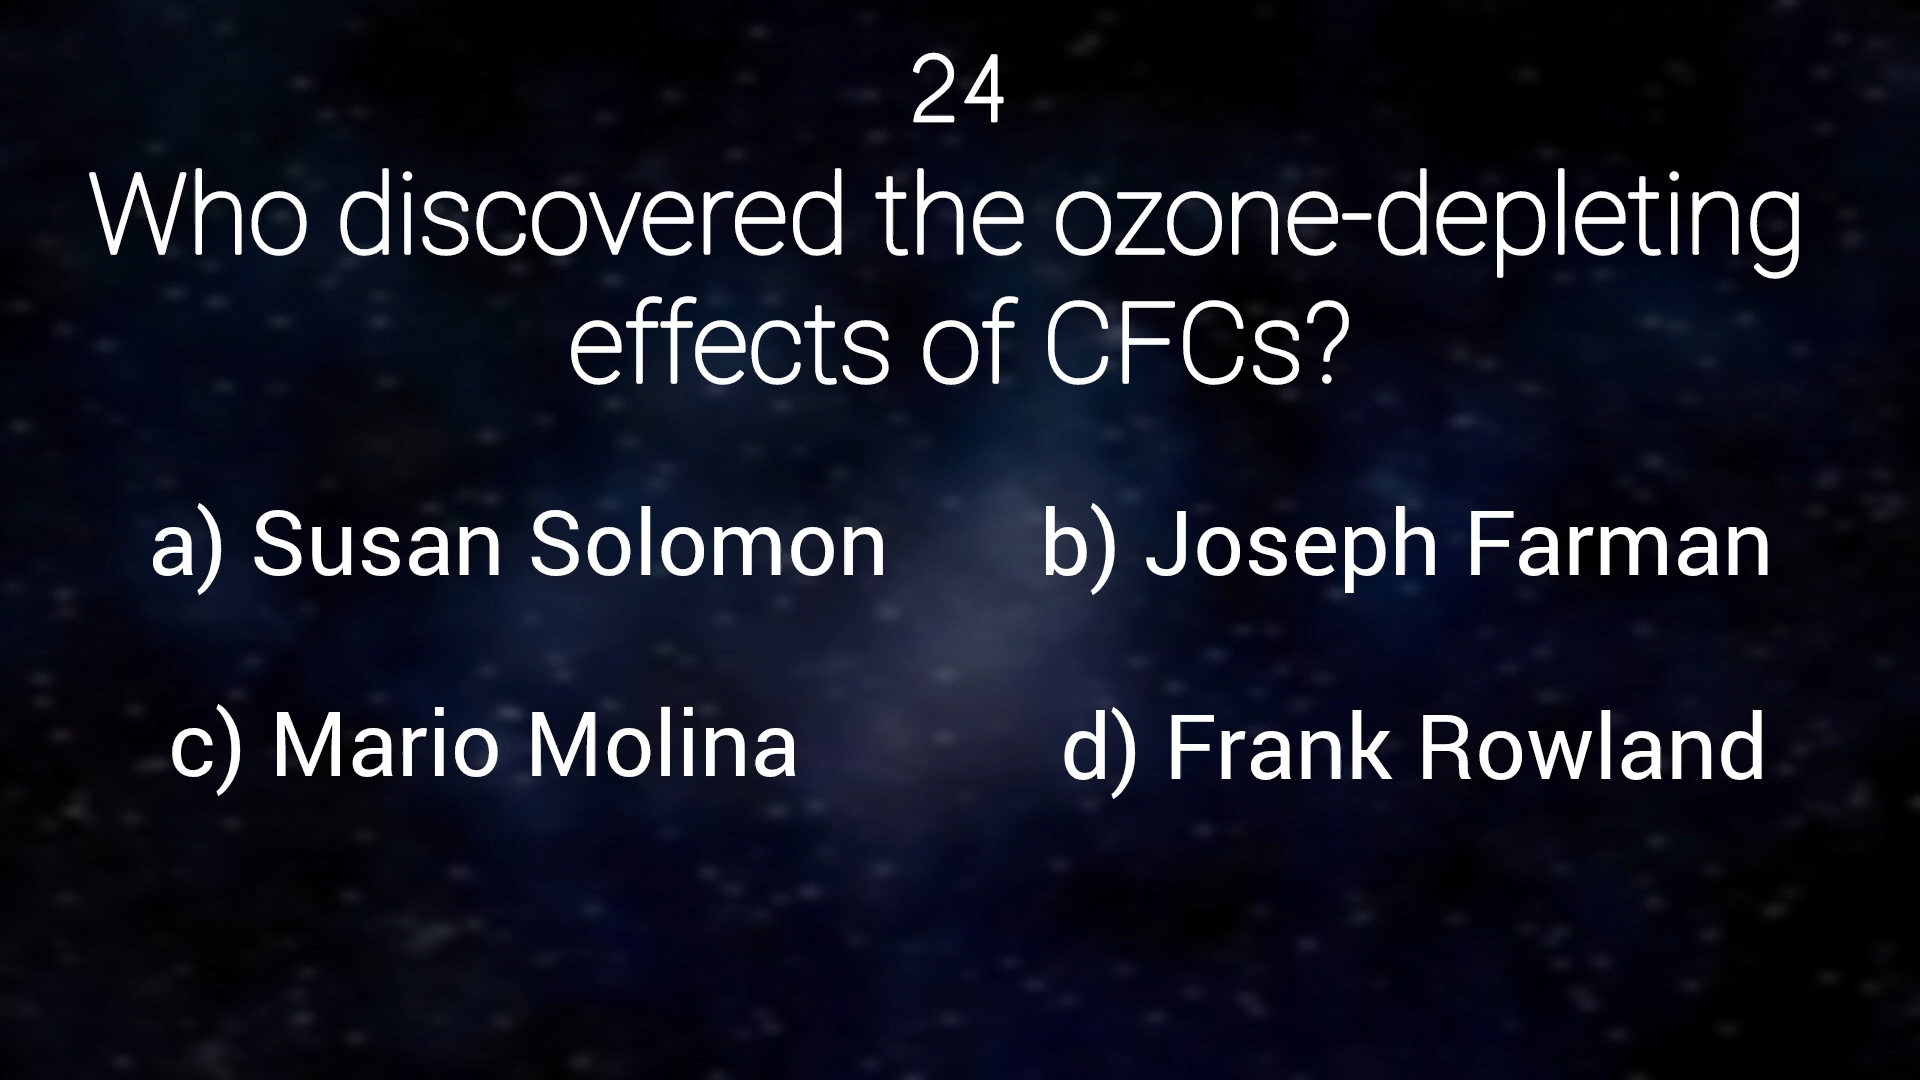 24
Who discovered the ozone-depleting
effects of CFCs?
a) Susan Solomon
b) Joseph Farman
c) Mario Molina
d) Frank Rowland